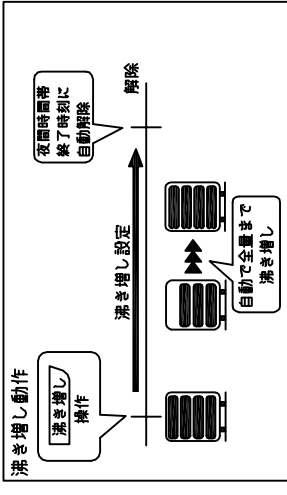 沸き増し動作
沸き増し
操作
沸き増し設定
夜間時間帯
終了時刻に
自動解除
解除
自動で全量まで
沸き増し